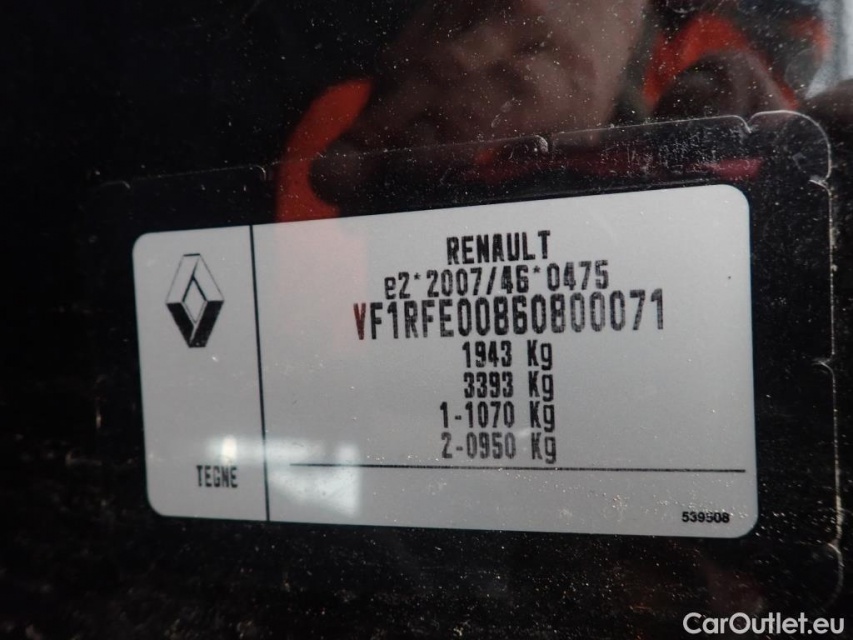 RENAULT
e2*2007/46*0475
VF1RFE00860800071
1943 Kg
3393 Kg
1-1070 Kg
2-0950 Kg
TEGNE
539508
CarOutlet.eu